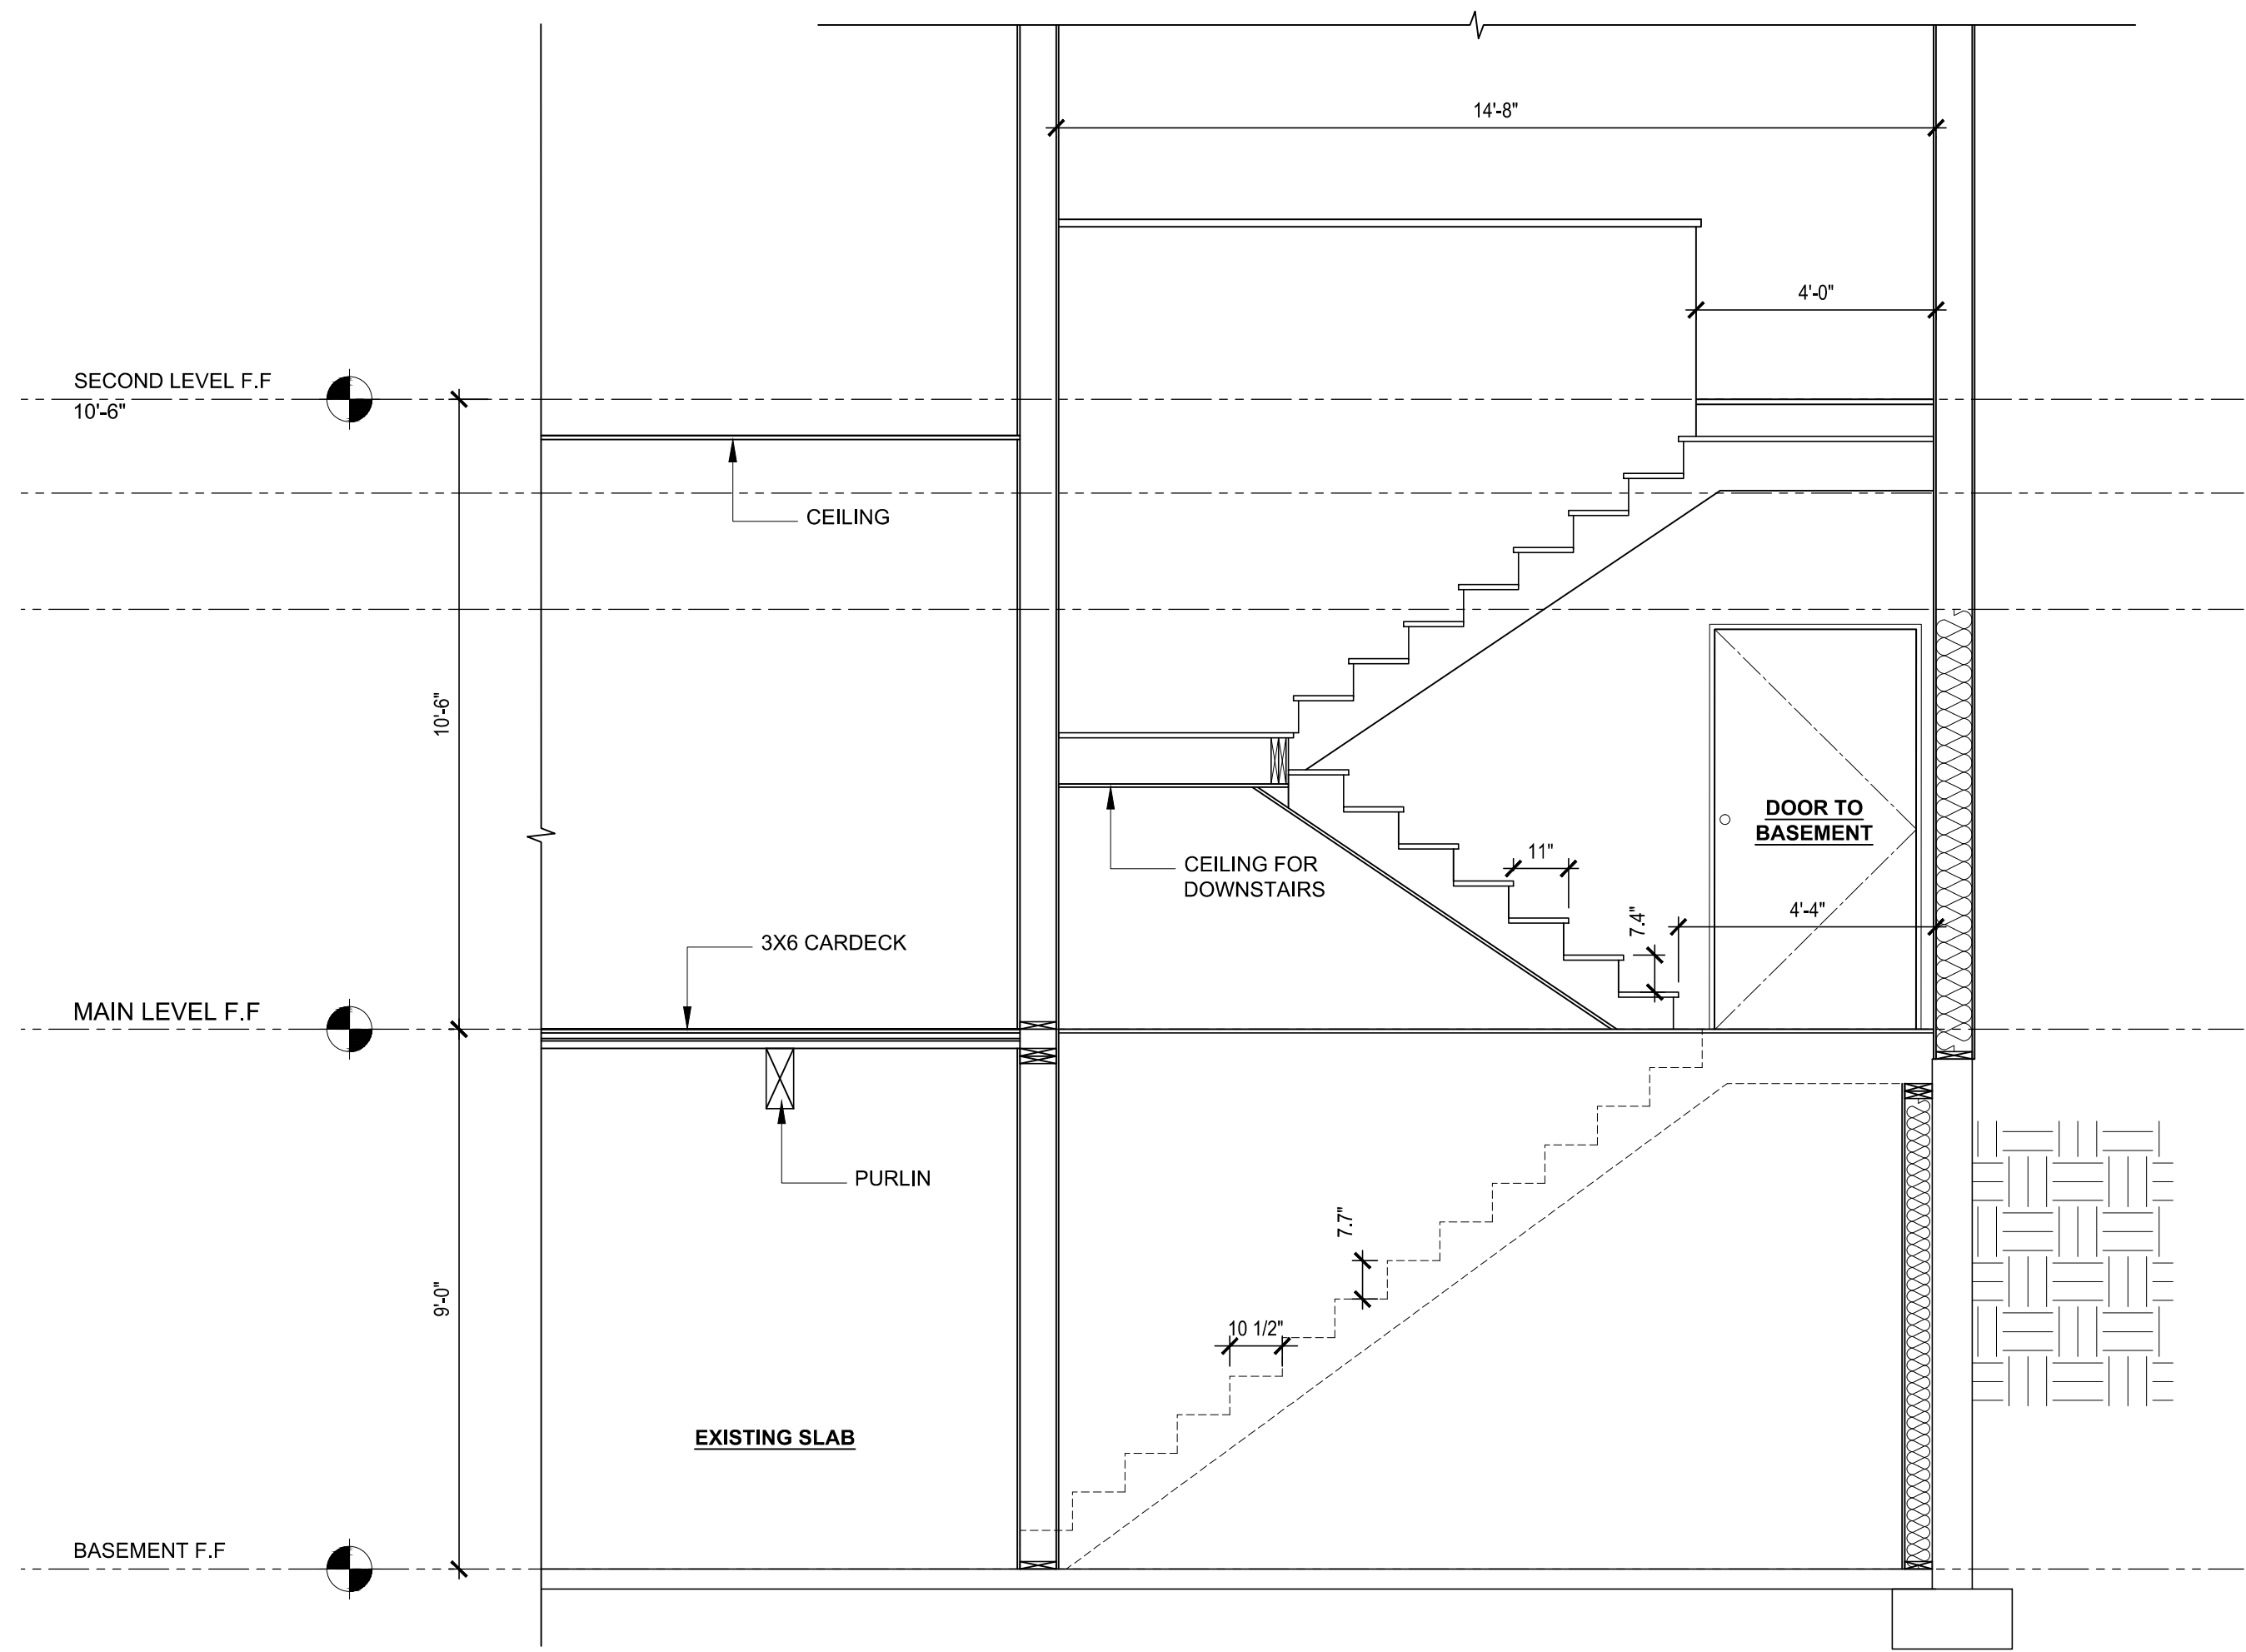 14'-8"
4'-0"
SECOND LEVEL F.F
10'-6"
CEILING
10'-6"
DOOR TO
BASEMENT
CEILING FOR
DOWNSTAIRS
11"
7.4"
4'-4"
3X6 CARDECK
MAIN LEVEL F.F
PURLIN
7.7"
9'-0"
10 1/2"
EXISTING SLAB
BASEMENT F.F